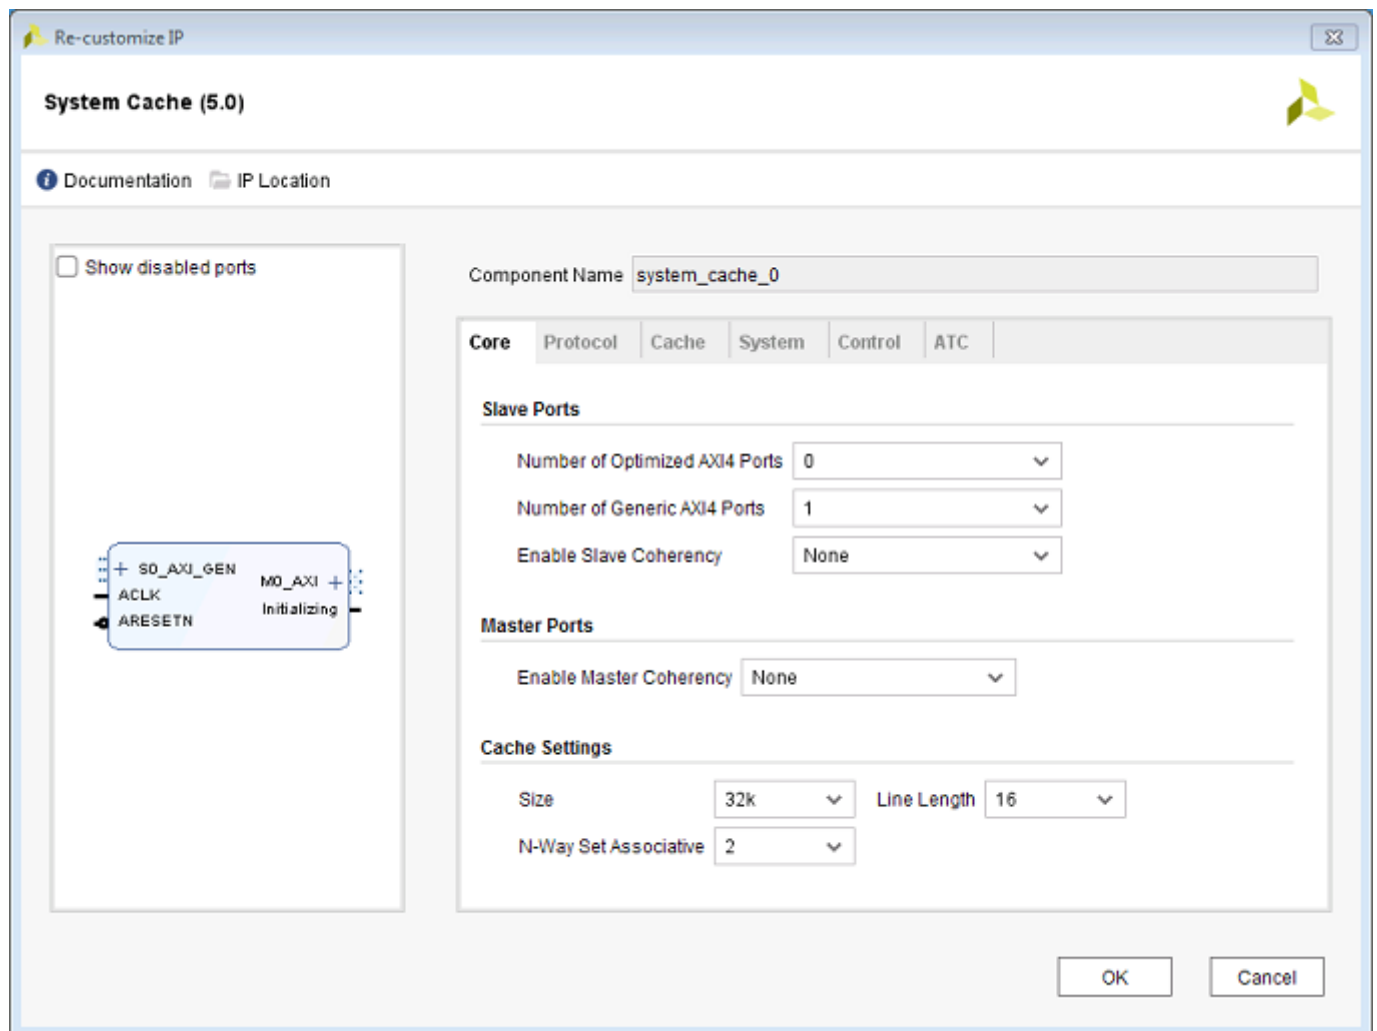 Re-customize IP
System Cache (5.0)
Documentation IP Location
Show disabled ports
S0_AXI_GEN
ACLK
ARESETN
M0_AXI
Initializing
Component Name system_cache_0
Core Protocol Cache System Control ATC
Slave Ports
Number of Optimized AXI4 Ports 0
Number of Generic AXI4 Ports 1
Enable Slave Coherency None
Master Ports
Enable Master Coherency None
Cache Settings
Size 32k Line Length 16
N-Way Set Associative 2
OK Cancel